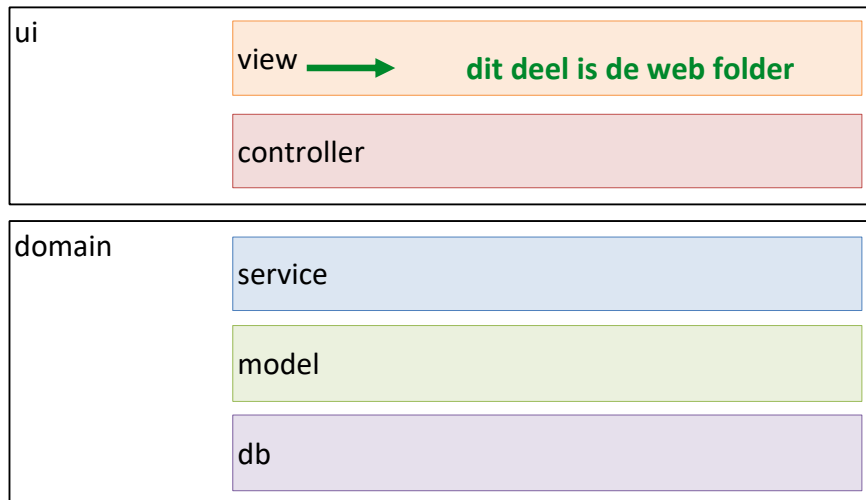 ui
view
dit deel is de web folder
controller
domain
service
model
db